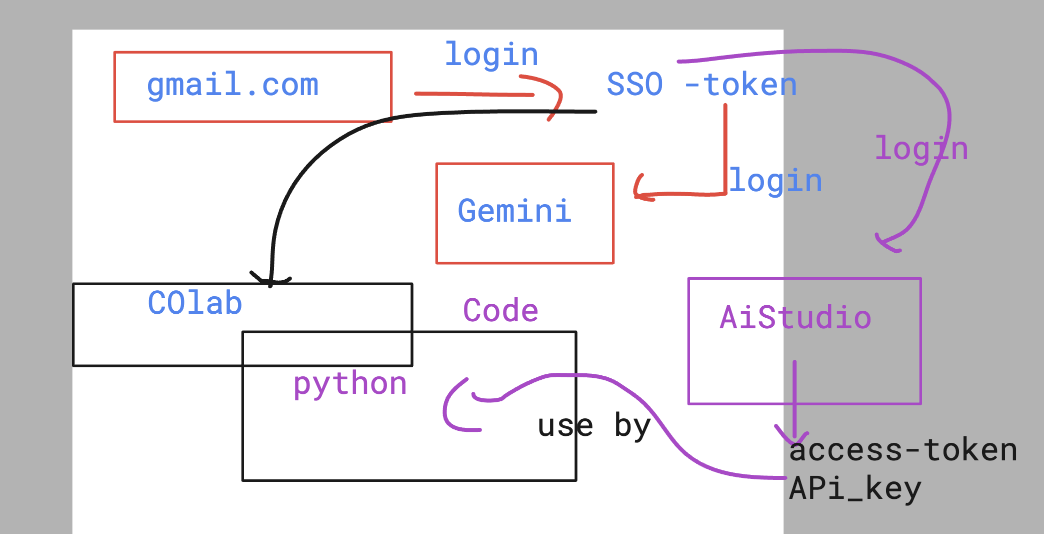 login
gmail.com
SSO -token
login
login
Gemini
COlab
Code
AiStudio
python
use by
access-token
APi_key